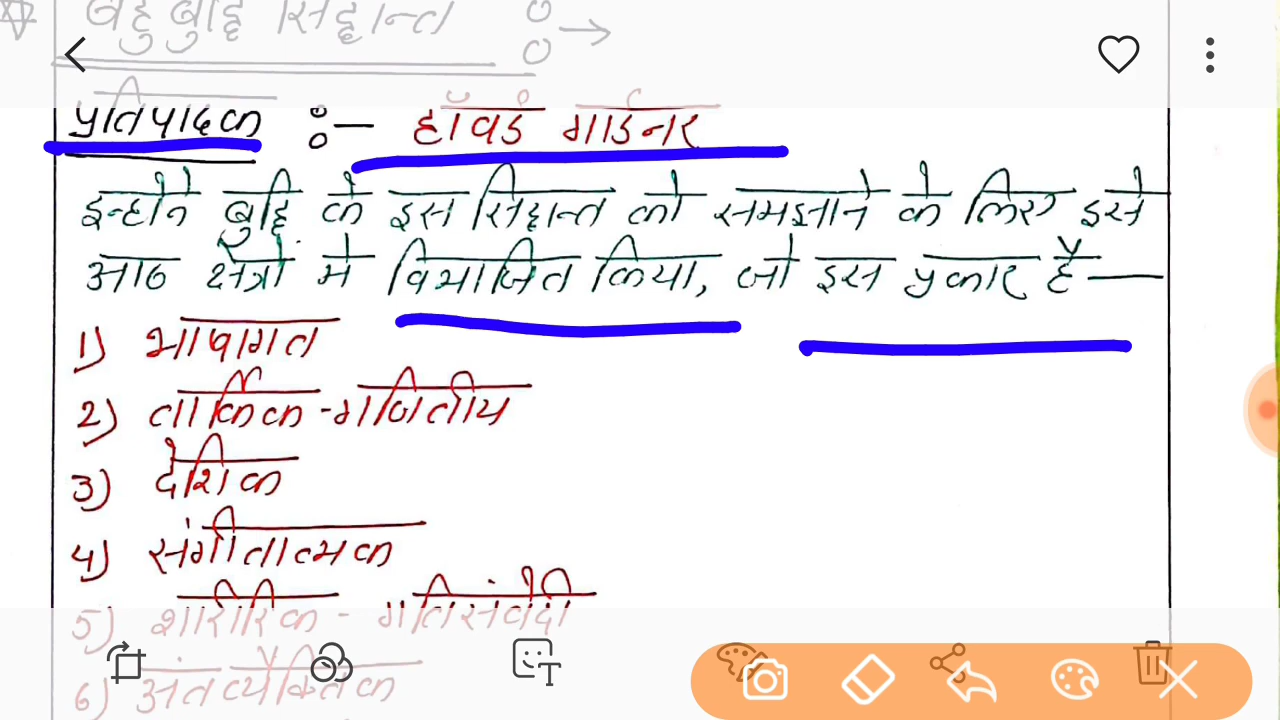 बहु बुद्धि सिद्धान्त :→
प्रतिपादक :- हॉवर्ड गार्डनर
इन्होंने बुद्धि के इस सिद्धान्त को समझाने के लिए इसे
आठ क्षेत्रों मे विभाजित किया, जो इस प्रकार है —
1) भाषागत
2) तार्किक-गणितीय
3) देशिक
4) संगीतात्मक
5) शारीरिक - गतिसंवेदी
6) अंतर्व्यैक्तिक